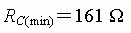 R_C(min) = 161 Ω